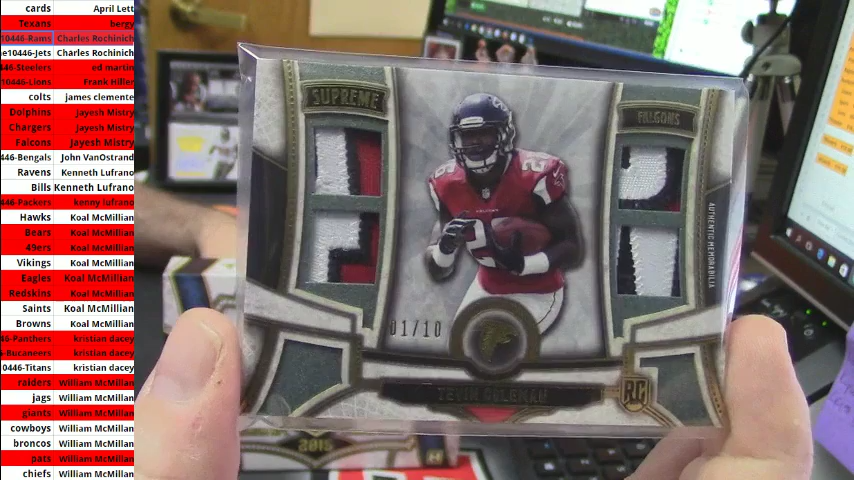 cards April Lett
Texans bergy
10446-Rams Charles Rochinich
e10446-Jets Charles Rochinich
46-Steelers ed martin
10446-Lions Frank Hiller
colts james clemente
Dolphins Jayesh Mistry
Chargers Jayesh Mistry
Falcons Jayesh Mistry
446-Bengals John VanOstrand
Ravens Kenneth Lufrano
Bills Kenneth Lufrano
446-Packers kenny lufrano
Hawks Koal McMillian
Bears Koal McMillian
49ers Koal McMillian
Vikings Koal McMillian
Eagles Koal McMillian
Redskins Koal McMillian
Saints Koal McMillian
Browns Koal McMillian
46-Panthers kristian dacey
-Bucaneers kristian dacey
0446-Titans kristian dacey
raiders William McMillan
jags William McMillan
giants William McMillan
cowboys William McMillan
broncos William McMillan
pats William McMillan
chiefs William McMillan
SUPREME
FALCONS
AUTHENTIC MEMORABILIA
26
2
01/10
TEVIN COLEMAN
RC
2015